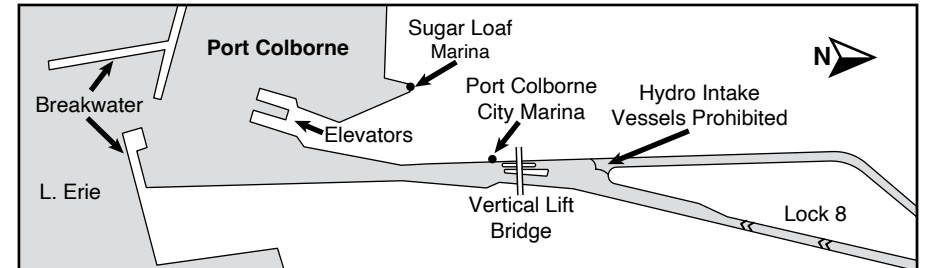 Port Colborne
Sugar Loaf
Marina
N
Port Colborne
City Marina
Hydro Intake
Vessels Prohibited
Breakwater
Elevators
L. Erie
Vertical Lift
Bridge
Lock 8